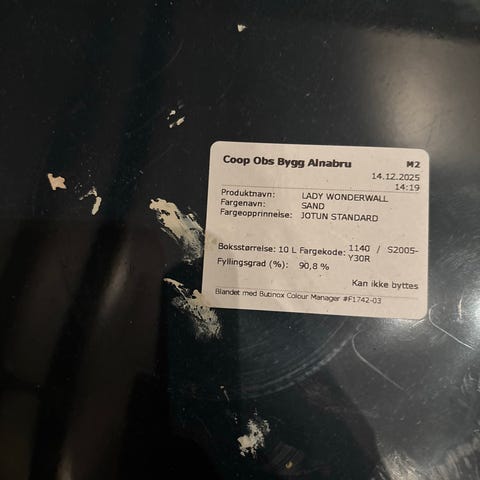 Coop Obs Bygg Alnabru M2
14.12.2025
14:19
Produktnavn: LADY WONDERWALL
Fargenavn: SAND
Fargeopprinnelse: JOTUN STANDARD
Boksstørrelse: 10 L Fargekode: 1140 / S2005-
Y30R
Fyllingsgrad (%): 90,8 %
Kan ikke byttes
Blandet med Butinox Colour Manager #F1742-03